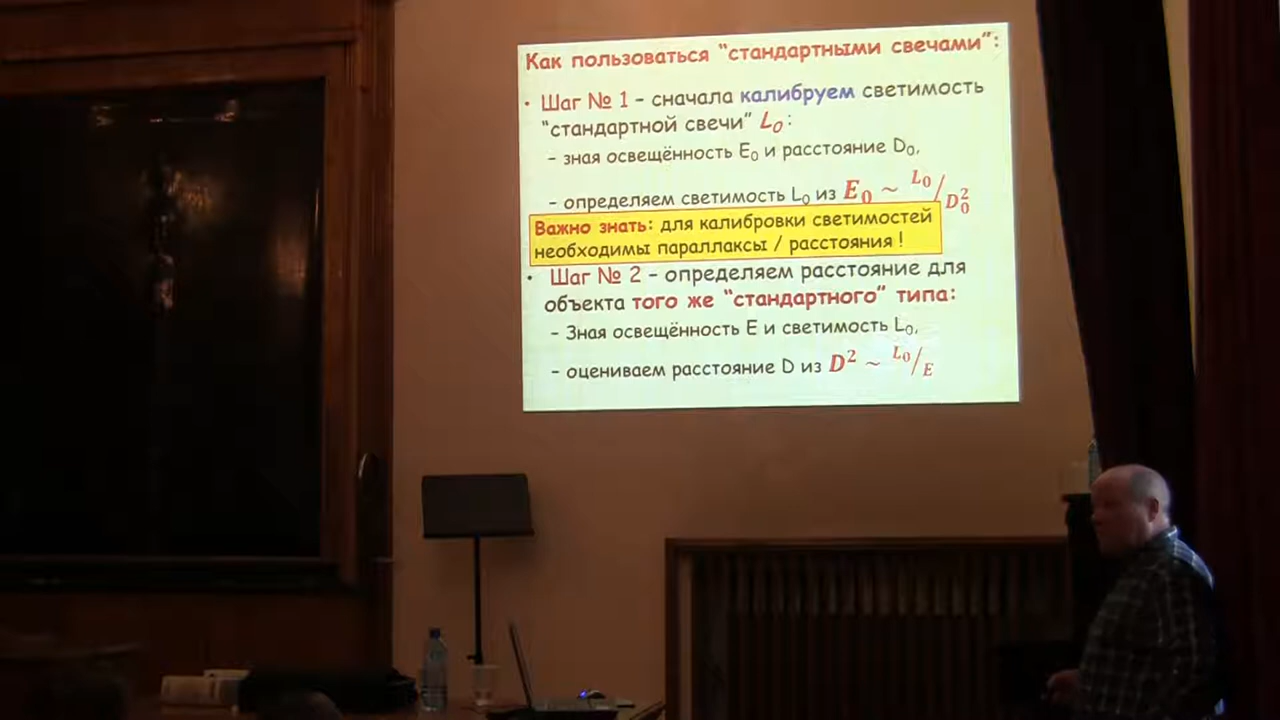 Как пользоваться “стандартными свечами”:
• Шаг № 1 – сначала калибруем светимость
“стандартной свечи” L₀:
– зная освещённость E₀ и расстояние D₀,
– определяем светимость L₀ из E₀ ~ L₀/D₀²
Важно знать: для калибровки светимостей
необходимы параллаксы / расстояния !
• Шаг № 2 – определяем расстояние для
объекта того же “стандартного” типа:
– Зная освещённость E и светимость L₀,
– оцениваем расстояние D из D² ~ L₀/E